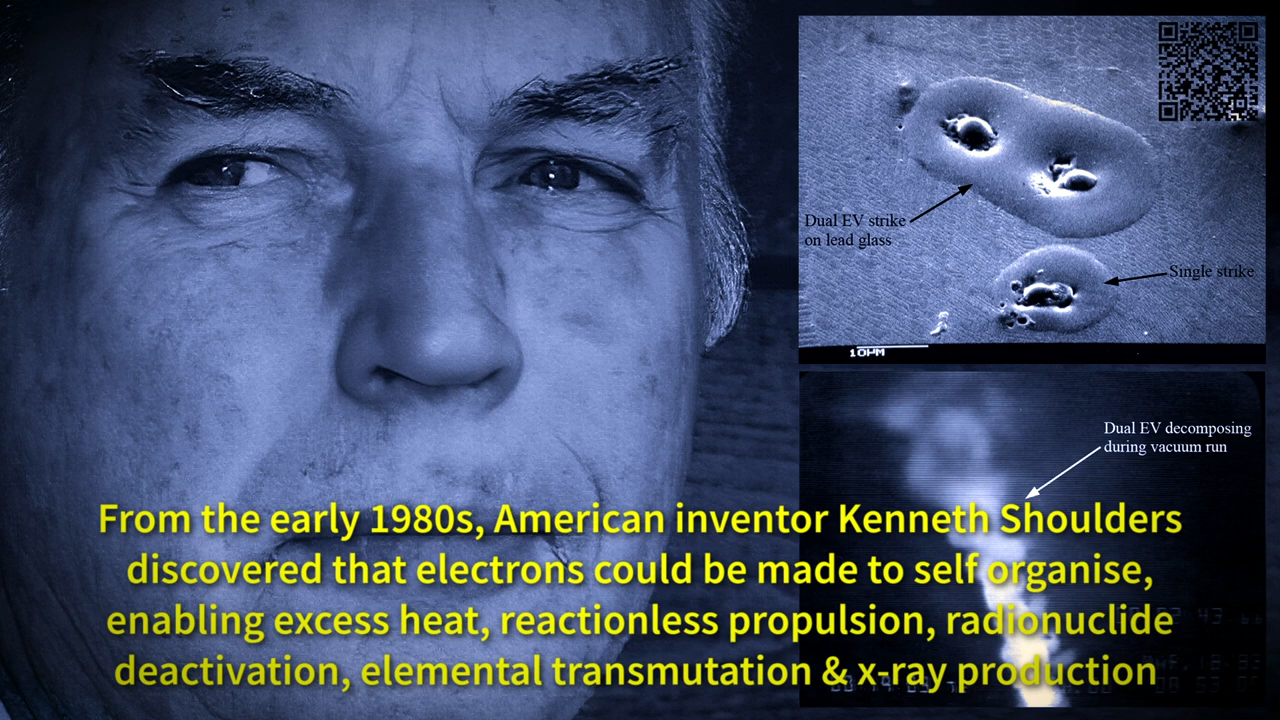 Dual EV strike
on lead glass
Single strike
10µM
Dual EV decomposing
during vacuum run
From the early 1980s, American inventor Kenneth Shoulders
discovered that electrons could be made to self organise,
enabling excess heat, reactionless propulsion, radionuclide
deactivation, elemental transmutation & x-ray production